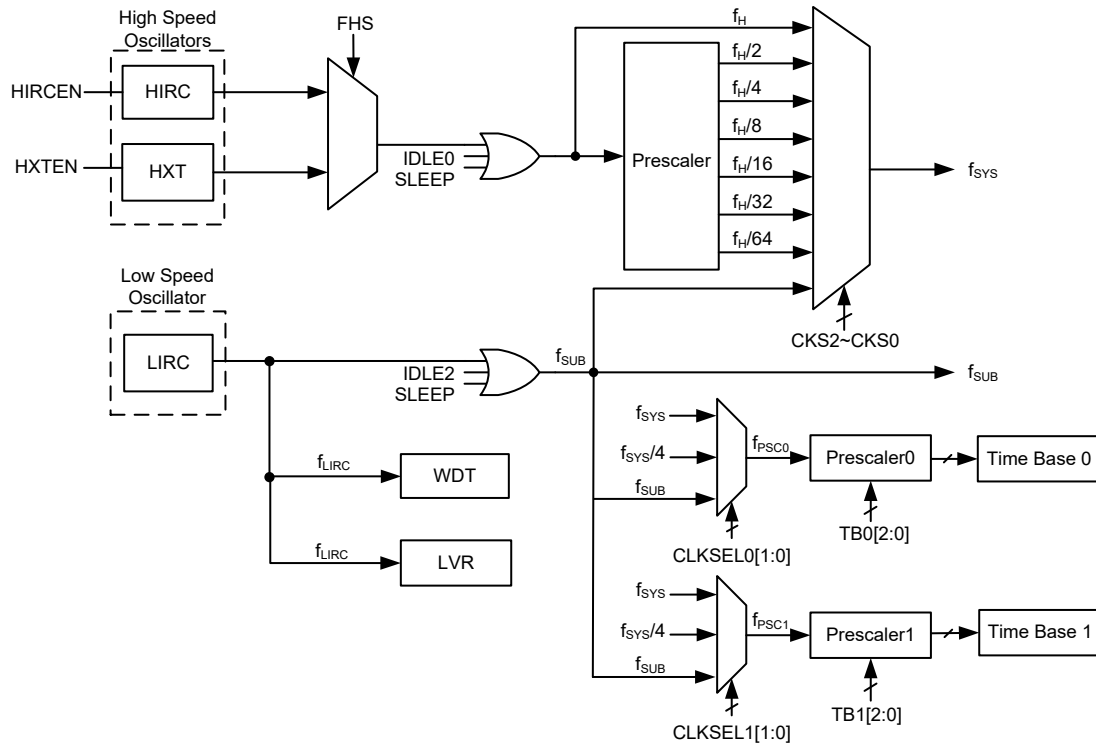 High Speed
Oscillators
FHS
HIRCEN
HIRC
HXTEN
HXT
IDLE0
SLEEP
fH
Prescaler
fH/2
fH/4
fH/8
fH/16
fH/32
fH/64
fSYS
CKS2~CKS0
Low Speed
Oscillator
LIRC
IDLE2
SLEEP
fSUB
fSUB
fLIRC
WDT
fLIRC
LVR
fSYS
fSYS/4
fSUB
fPSC0
Prescaler0
Time Base 0
CLKSEL0[1:0]
TB0[2:0]
fSYS
fSYS/4
fSUB
fPSC1
Prescaler1
Time Base 1
CLKSEL1[1:0]
TB1[2:0]